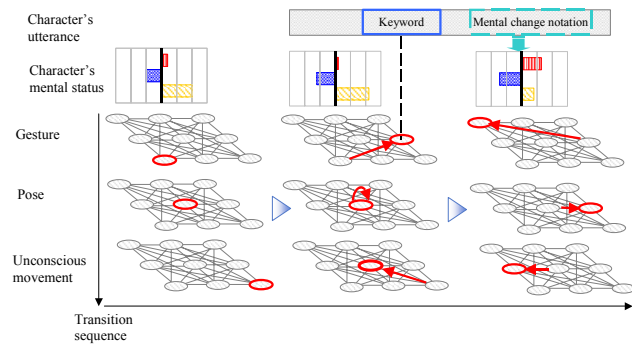 Character's
utterance
Keyword
Mental change notation
Character's
mental status
Gesture
Pose
Unconscious
movement
Transition
sequence